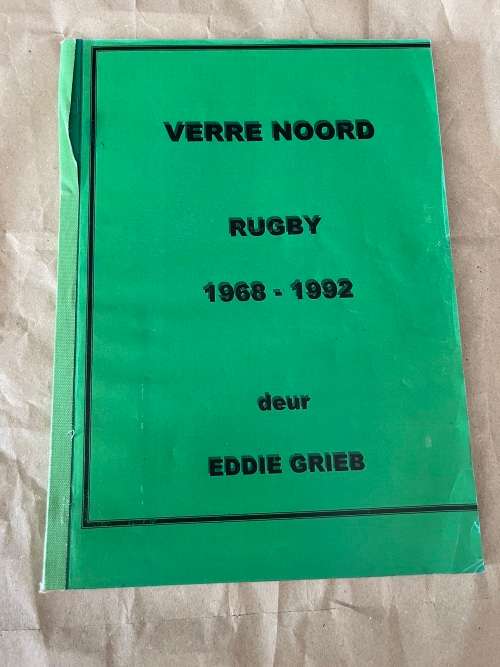 VERRE NOORD
RUGBY
1968 - 1992
deur
EDDIE GRIEB